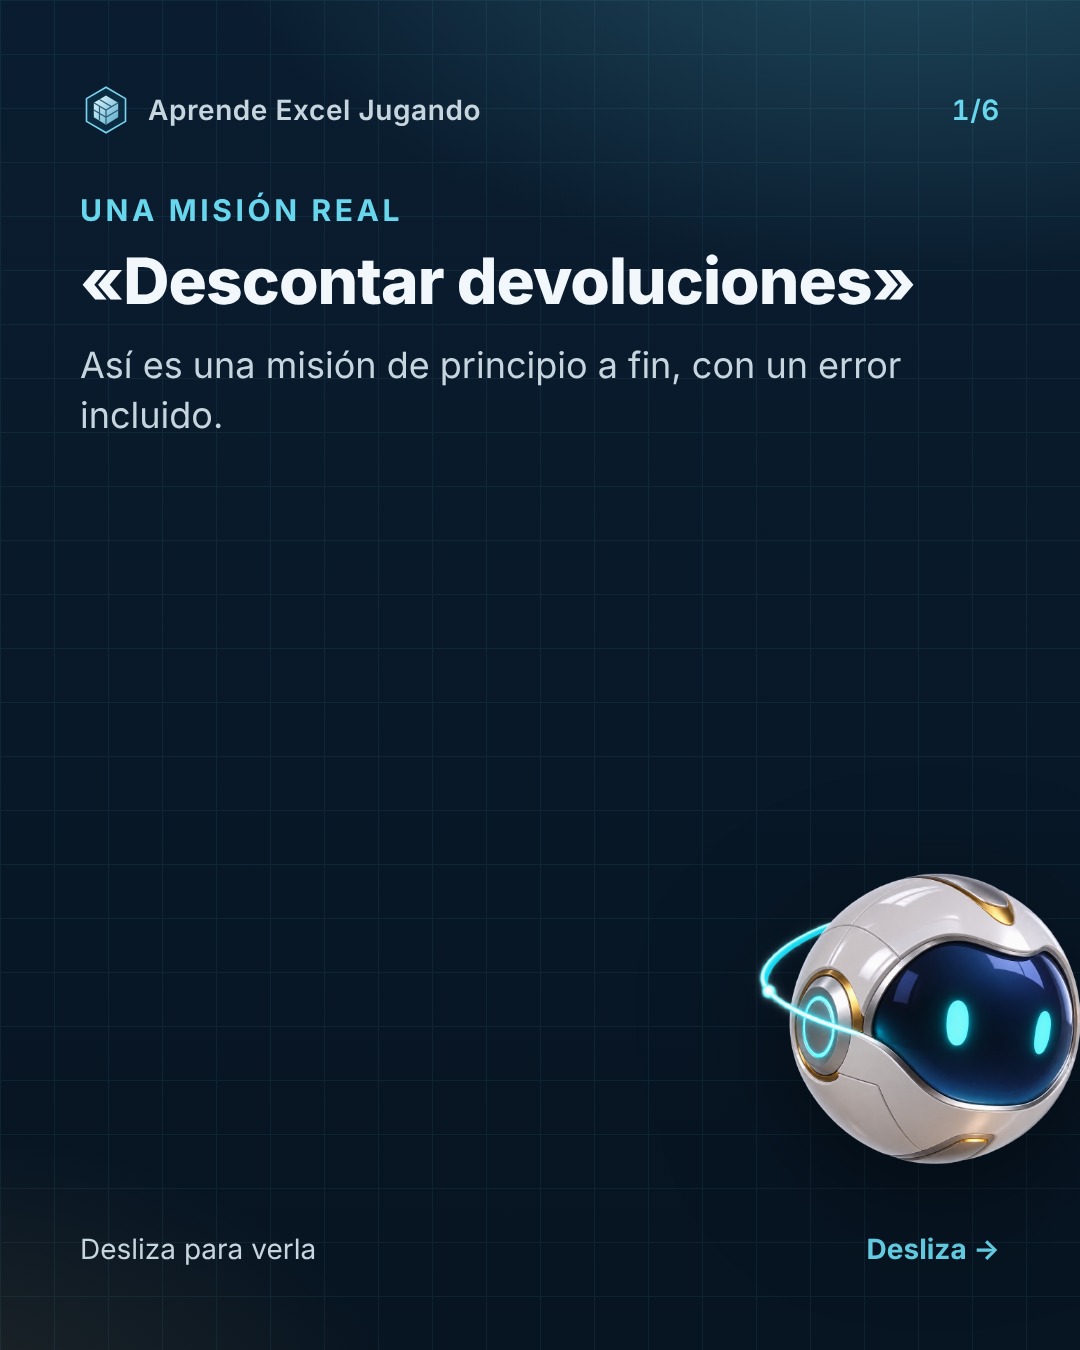 Aprende Excel Jugando
1/6
UNA MISIÓN REAL
«Descontar devoluciones»
Así es una misión de principio a fin, con un error
incluido.
Desliza para verla
Desliza →